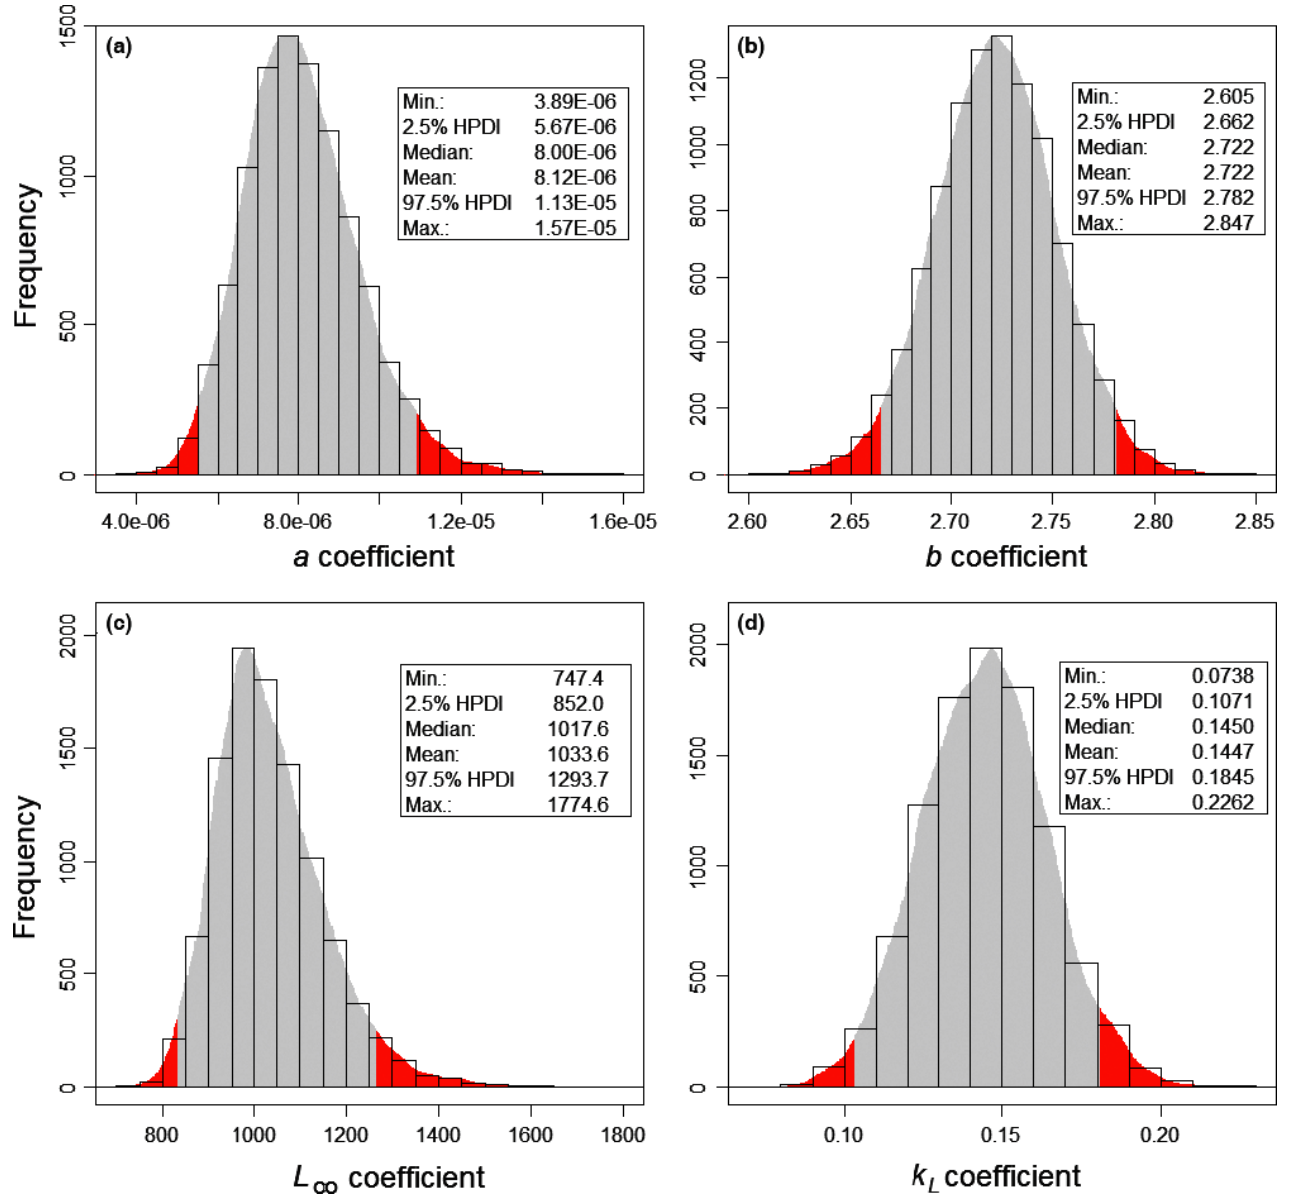 (a)
Min.: 3.89E-06
2.5% HPDI 5.67E-06
Median: 8.00E-06
Mean: 8.12E-06
97.5% HPDI 1.13E-05
Max.: 1.57E-05
Frequency
0
500
1000
1500
4.0e-06 8.0e-06 1.2e-05 1.6e-05
a coefficient
(b)
Min.: 2.605
2.5% HPDI 2.662
Median: 2.722
Mean: 2.722
97.5% HPDI 2.782
Max.: 2.847
0
200
400
600
800
1000
1200
2.60 2.65 2.70 2.75 2.80 2.85
b coefficient
(c)
Min.: 747.4
2.5% HPDI 852.0
Median: 1017.6
Mean: 1033.6
97.5% HPDI 1293.7
Max.: 1774.6
Frequency
0
500
1000
1500
2000
800 1000 1200 1400 1600 1800
L∞ coefficient
(d)
Min.: 0.0738
2.5% HPDI 0.1071
Median: 0.1450
Mean: 0.1447
97.5% HPDI 0.1845
Max.: 0.2262
0
500
1000
1500
2000
0.10 0.15 0.20
kL coefficient